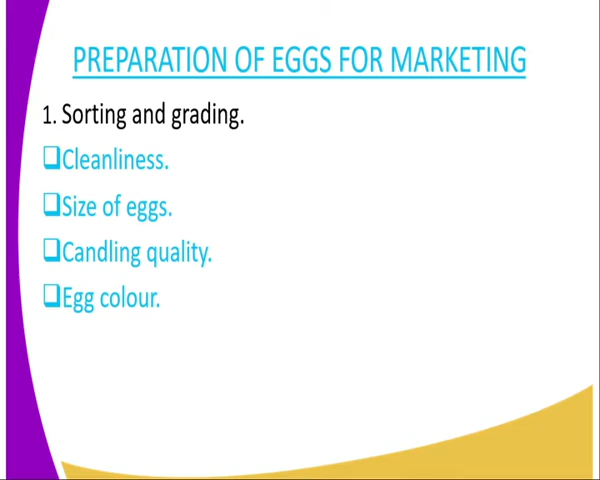 PREPARATION OF EGGS FOR MARKETING
1. Sorting and grading.
❑Cleanliness.
❑Size of eggs.
❑Candling quality.
❑Egg colour.